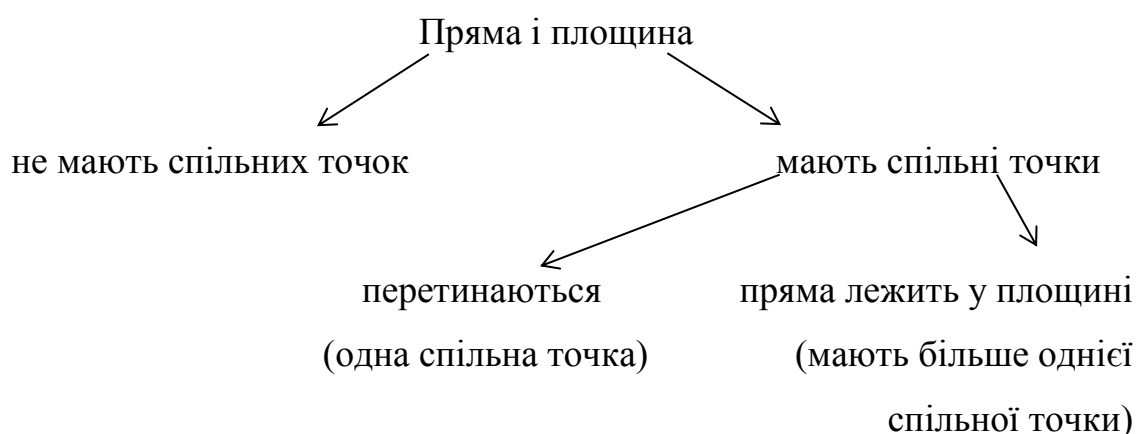 Пряма і площина
не мають спільних точок
мають спільні точки
перетинаються
(одна спільна точка)
пряма лежить у площині
(мають більше однієї
спільної точки)